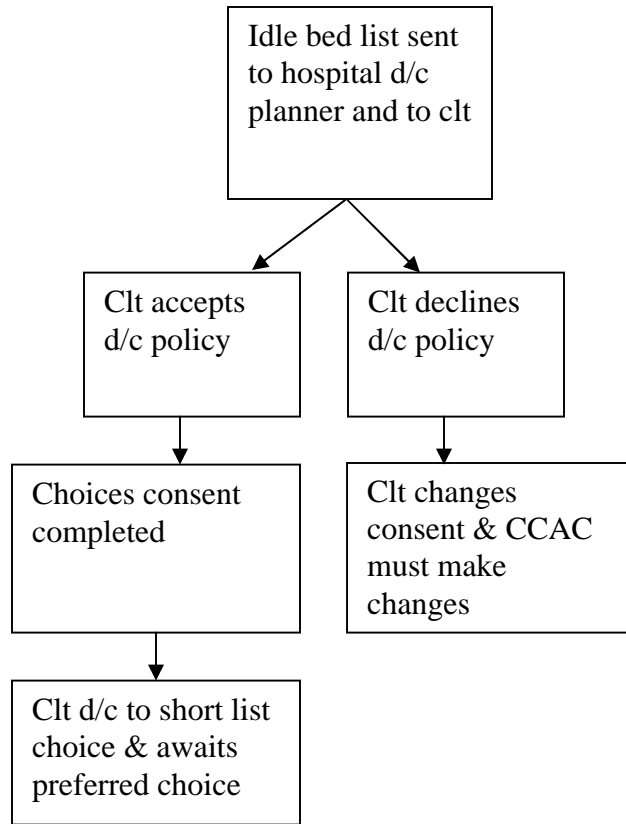 Idle bed list sent
to hospital d/c
planner and to clt
Clt accepts
d/c policy
Clt declines
d/c policy
Choices consent
completed
Clt changes
consent & CCAC
must make
changes
Clt d/c to short list
choice & awaits
preferred choice